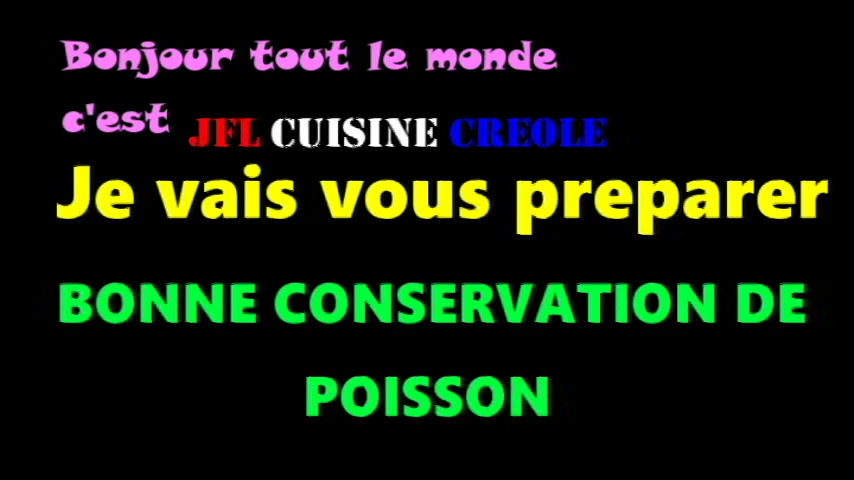 Bonjour tout le monde
c'est JFL CUISINE CREOLE
Je vais vous preparer
BONNE CONSERVATION DE
POISSON